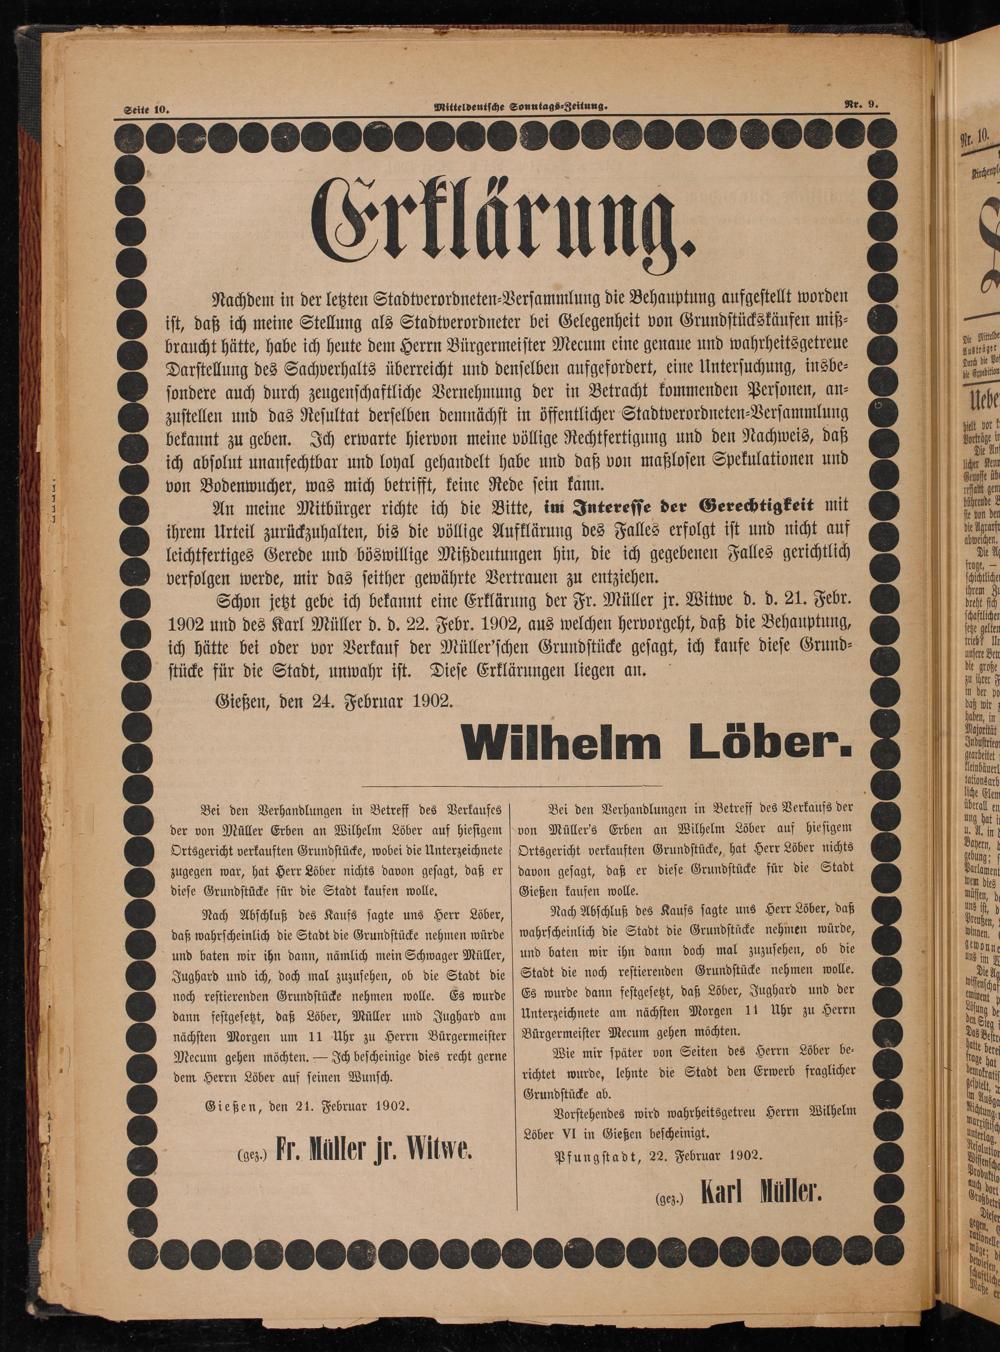 Seite 10.
Mitteldeutsche Sonntags-Zeitung.
Nr. 9.
Erklärung.
Nachdem in der letzten Stadtverordneten-Versammlung die Behauptung aufgestellt worden
ist, daß ich meine Stellung als Stadtverordneter bei Gelegenheit von Grundstückskäufen miß-
braucht hätte, habe ich heute dem Herrn Bürgermeister Mecum eine genaue und wahrheitsgetreue
Darstellung des Sachverhalts überreicht und denselben aufgefordert, eine Untersuchung, insbe-
sondere auch durch zeugenschaftliche Vernehmung der in Betracht kommenden Personen, an-
zustellen und das Resultat derselben demnächst in öffentlicher Stadtverordneten-Versammlung
bekannt zu geben. Ich erwarte hiervon meine völlige Rechtfertigung und den Nachweis, daß
ich absolut unanfechtbar und loyal gehandelt habe und daß von maßlosen Spekulationen und
von Bodenwucher, was mich betrifft, keine Rede sein kann.
An meine Mitbürger richte ich die Bitte, im Interesse der Gerechtigkeit mit
ihrem Urteil zurückzuhalten, bis die völlige Aufklärung des Falles erfolgt ist und nicht auf
leichtfertiges Gerede und böswillige Mißdeutungen hin, die ich gegebenen Falles gerichtlich
verfolgen werde, mir das seither gewährte Vertrauen zu entziehen.
Schon jetzt gebe ich bekannt eine Erklärung der Fr. Müller jr. Witwe d. d. 21. Febr.
1902 und des Karl Müller d. d. 22. Febr. 1902, aus welchen hervorgeht, daß die Behauptung,
ich hätte bei oder vor Verkauf der Müller'schen Grundstücke gesagt, ich kaufe diese Grund-
stücke für die Stadt, unwahr ist. Diese Erklärungen liegen an.
Gießen, den 24. Februar 1902.
Wilhelm Löber.
Bei den Verhandlungen in Betreff des Verkaufes
der von Müller Erben an Wilhelm Löber auf hiesigem
Ortsgericht verkauften Grundstücke, wobei die Unterzeichnete
zugegen war, hat Herr Löber nichts davon gesagt, daß er
diese Grundstücke für die Stadt kaufen wolle.
Nach Abschluß des Kaufs sagte uns Herr Löber,
daß wahrscheinlich die Stadt die Grundstücke nehmen würde
und baten wir ihn dann, nämlich mein Schwager Müller,
Jughard und ich, doch mal zuzusehen, ob die Stadt die
noch restierenden Grundstücke nehmen wolle. Es wurde
dann festgesetzt, daß Löber, Müller und Jughard am
nächsten Morgen um 11 Uhr zu Herrn Bürgermeister
Mecum gehen möchten. — Ich bescheinige dies recht gerne
dem Herrn Löber auf seinen Wunsch.
Gießen, den 21. Februar 1902.
(gez.) Fr. Müller jr. Witwe.
Bei den Verhandlungen in Betreff des Verkaufs der
von Müller's Erben an Wilhelm Löber auf hiesigem
Ortsgericht verkauften Grundstücke, hat Herr Löber nichts
davon gesagt, daß er diese Grundstücke für die Stadt
Gießen kaufen wolle.
Nach Abschluß des Kaufs sagte uns Herr Löber, daß
wahrscheinlich die Stadt die Grundstücke nehmen würde,
und baten wir ihn dann doch mal zuzusehen, ob die
Stadt die noch restierenden Grundstücke nehmen wolle.
Es wurde dann festgesetzt, daß Löber, Jughard und der
Unterzeichnete am nächsten Morgen 11 Uhr zu Herrn
Bürgermeister Mecum gehen möchten.
Wie mir später von Seiten des Herrn Löber be-
richtet wurde, lehnte die Stadt den Erwerb fraglicher
Grundstücke ab.
Vorstehendes wird wahrheitsgetreu Herrn Wilhelm
Löber VI in Gießen bescheinigt.
Pfungstadt, 22. Februar 1902.
(gez.) Karl Müller.
Nr. 10.